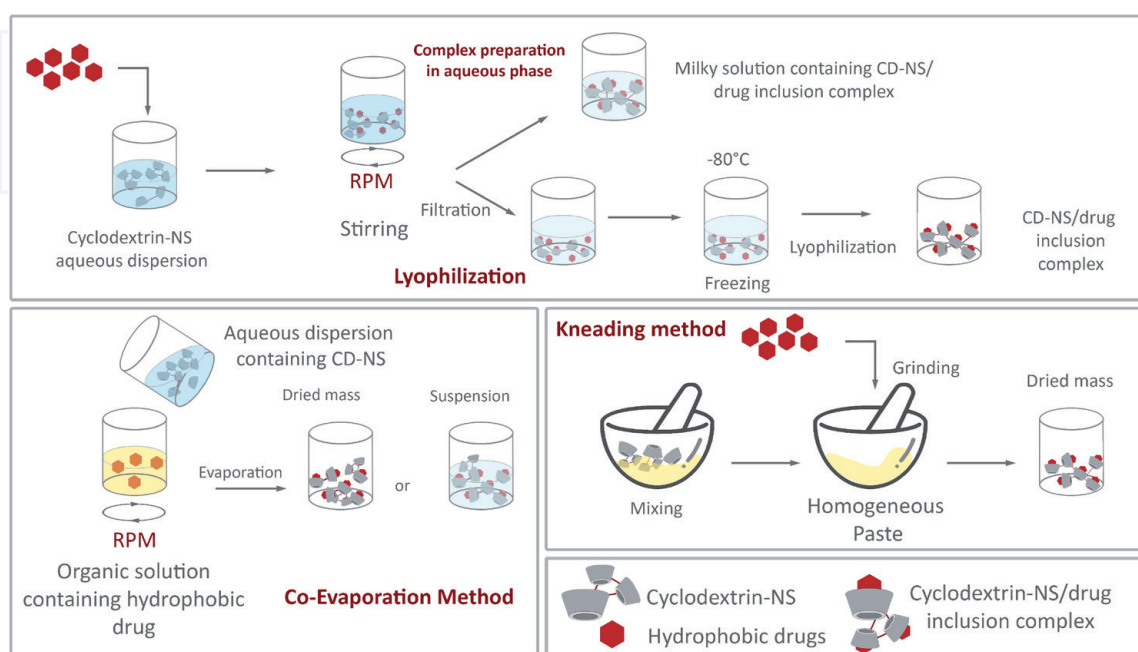 Complex preparation
in aqueous phase
Milky solution containing CD-NS/
drug inclusion complex
RPM
Stirring
Cyclodextrin-NS
aqueous dispersion
Filtration
-80°C
Freezing
Lyophilization
CD-NS/drug
inclusion
complex
Lyophilization
Aqueous dispersion
containing CD-NS
Dried mass
Suspension
Evaporation
or
RPM
Organic solution
containing hydrophobic
drug
Co-Evaporation Method
Kneading method
Grinding
Dried mass
Mixing
Homogeneous
Paste
Cyclodextrin-NS
Hydrophobic drugs
Cyclodextrin-NS/drug
inclusion complex